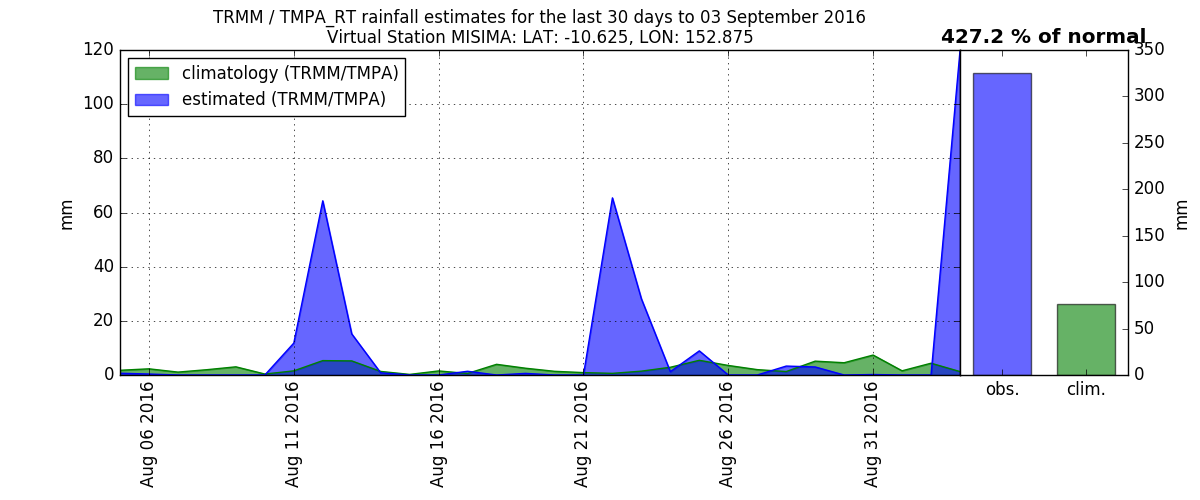 TRMM / TMPA_RT rainfall estimates for the last 30 days to 03 September 2016
Virtual Station MISIMA: LAT: -10.625, LON: 152.875
427.2 % of normal
climatology (TRMM/TMPA)
estimated (TRMM/TMPA)
mm
120
100
80
60
40
20
0
Aug 06 2016
Aug 11 2016
Aug 16 2016
Aug 21 2016
Aug 26 2016
Aug 31 2016
obs.
clim.
350
300
250
200
150
100
50
0
mm